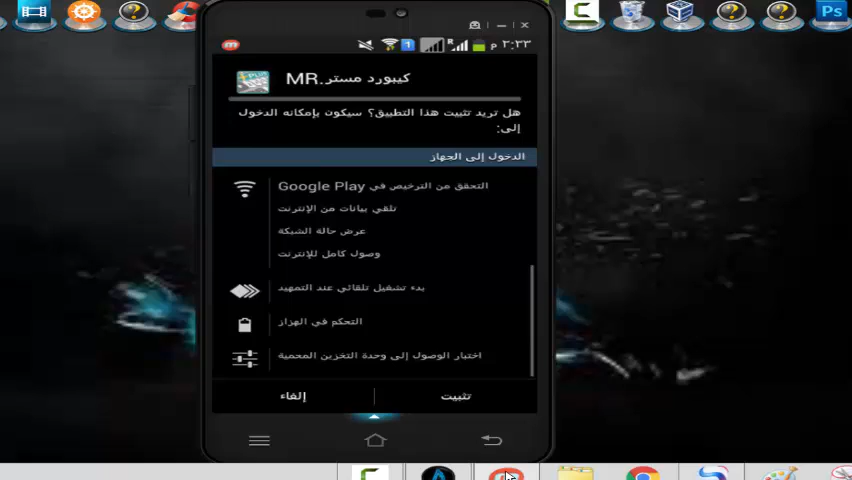 م ٢:٣٣
1
R
Ps
MR.كيبورد مستر
هل تريد تثبيت هذا التطبيق؟ سيكون بإمكانه الدخول
إلى:
الدخول إلى الجهاز
التحقق من الترخيص في Google Play
تلقي بيانات من الإنترنت
عرض حالة الشبكة
وصول كامل للإنترنت
بدء تشغيل تلقائي عند التمهيد
التحكم في الهزاز
اختبار الوصول إلى وحدة التخزين المحمية
إلغاء
تثبيت